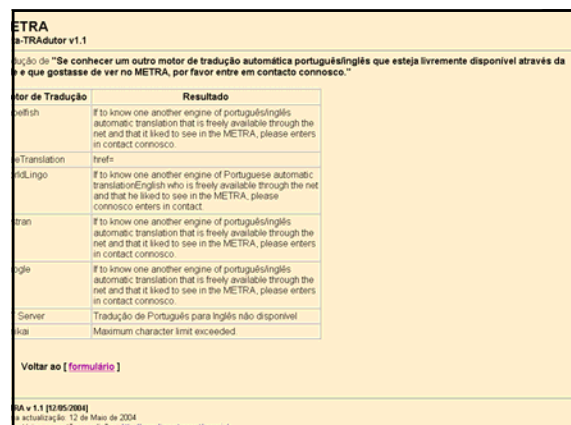 ETRA
a-TRAdutor v1.1
dução de "Se conhecer um outro motor de tradução automática português/inglês que esteja livremente disponível através da
e e que gostasse de ver no METRA, por favor entre em contacto connosco."
tor de Tradução Resultado
elfish If to know one another engine of português/inglês
automatic translation that is freely available through the
net and that it liked to see in the METRA, please enters
in contact connosco.
eTranslation href=
rldLingo If to know one another engine of Portuguese automatic
translationEnglish who is freely available through the net
and that he liked to see in the METRA, please
connosco enters in contact.
stran If to know one another engine of português/inglês
automatic translation that is freely available through the
net and that it liked to see in the METRA, please enters
in contact connosco.
ogle If to know one another engine of português/inglês
automatic translation that is freely available through the
net and that it liked to see in the METRA, please enters
in contact connosco.
Server Tradução de Português para Inglês não disponível
kai Maximum character limit exceeded.
Voltar ao [ formulário ]
RA v 1.1 [12/05/2004]
a actualização: 12 de Maio de 2004